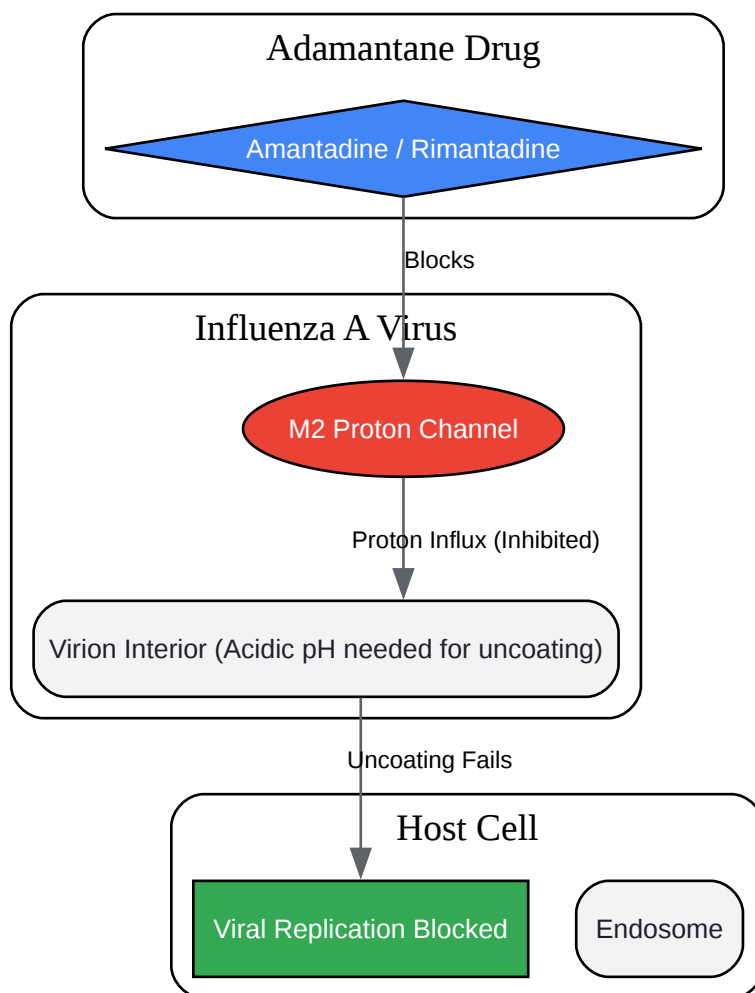 Adamantane Drug
Amantadine / Rimantadine
Blocks
Influenza A Virus
M2 Proton Channel
Proton Influx (Inhibited)
Virion Interior (Acidic pH needed for uncoating)
Uncoating Fails
Host Cell
Viral Replication Blocked
Endosome